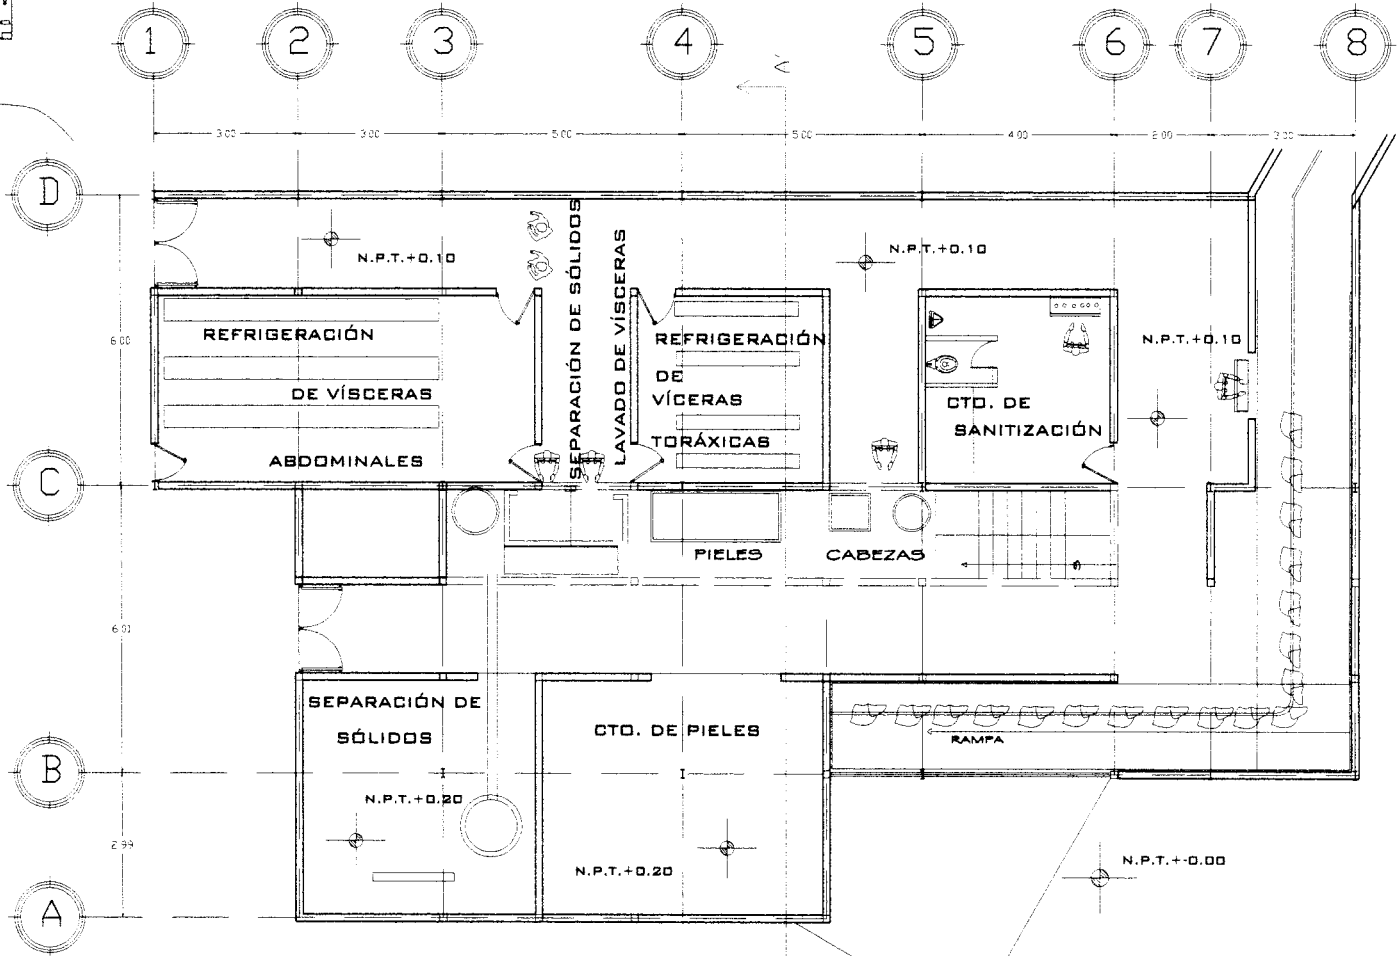 1 2 3 4 5 6 7 8
A'
3.00 3.00 5.00 5.00 4.00 2.00 3.00
D
N.P.T.+0.10
N.P.T.+0.10
SEPARACIÓN DE SÓLIDOS
LAVADO DE VÍSCERAS
6.00
REFRIGERACIÓN
DE VÍSCERAS
ABDOMINALES
REFRIGERACIÓN
DE
VÍCERAS
TORÁXICAS
N.P.T.+0.10
CTO. DE
SANITIZACIÓN
C
PIELES
CABEZAS
6.01
SEPARACIÓN DE
SÓLIDOS
CTO. DE PIELES
RAMPA
B
N.P.T.+0.20
2.99
N.P.T.+0.20
N.P.T.+-0.00
A